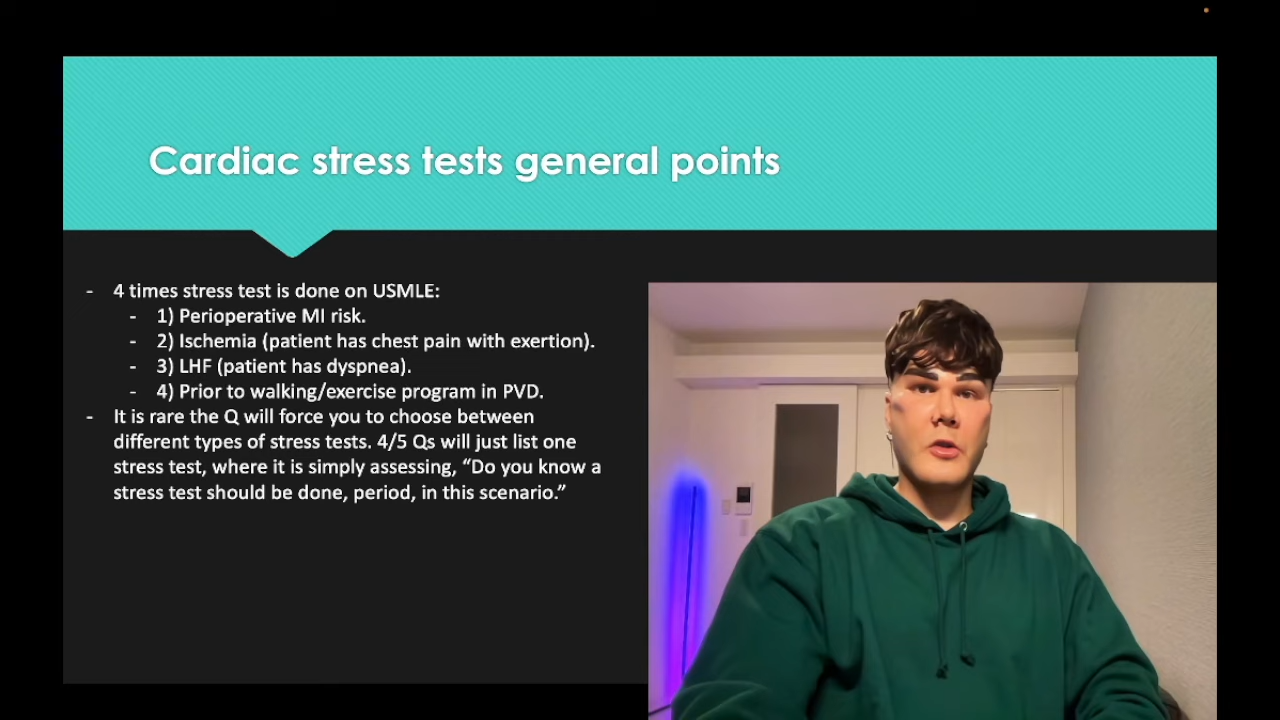 Cardiac stress tests general points
- 4 times stress test is done on USMLE:
- 1) Perioperative MI risk.
- 2) Ischemia (patient has chest pain with exertion).
- 3) LHF (patient has dyspnea).
- 4) Prior to walking/exercise program in PVD.
- It is rare the Q will force you to choose between
different types of stress tests. 4/5 Qs will just list one
stress test, where it is simply assessing, “Do you know a
stress test should be done, period, in this scenario.”